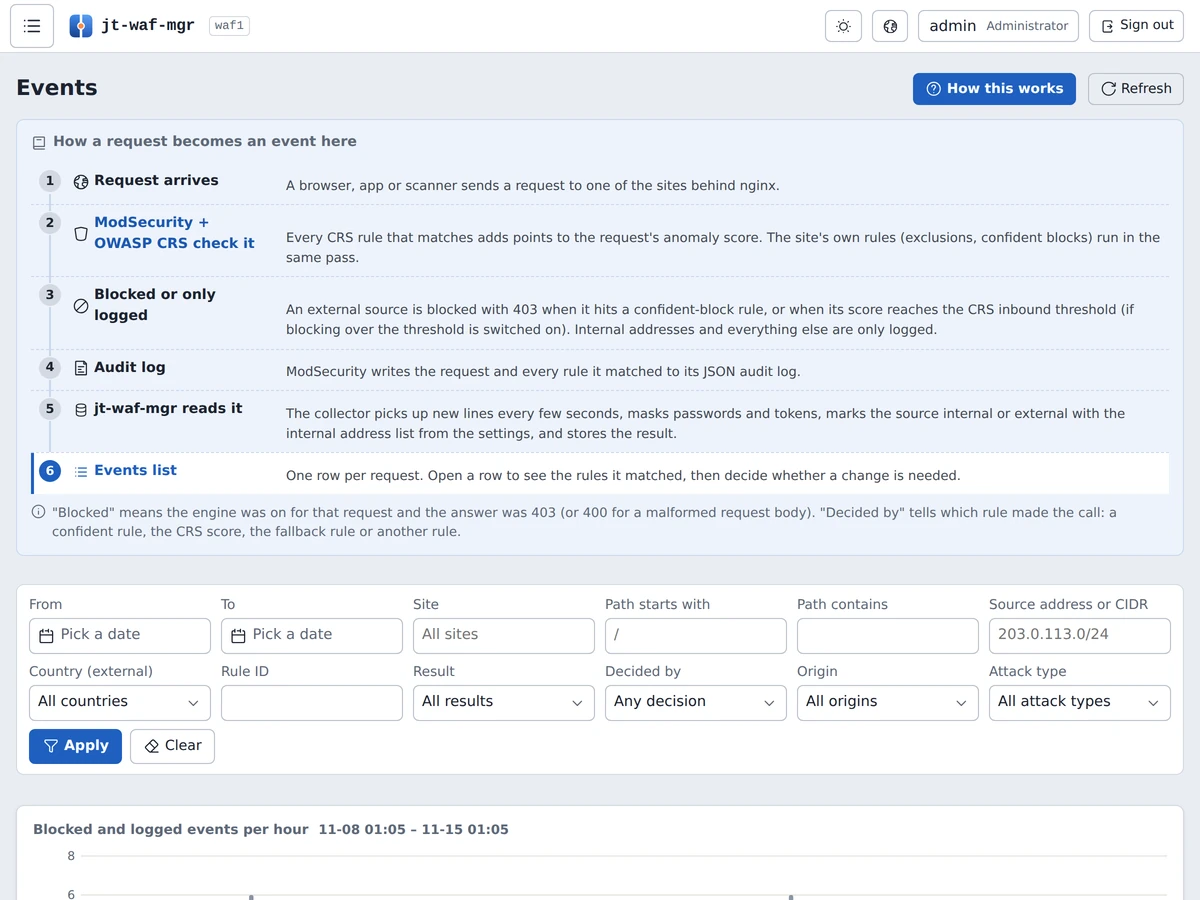 jt-waf-mgr waf1 admin Administrator Sign out
Events How this works Refresh
How a request becomes an event here
1 Request arrives A browser, app or scanner sends a request to one of the sites behind nginx.
2 ModSecurity +
OWASP CRS check it
Every CRS rule that matches adds points to the request's anomaly score. The site's own rules (exclusions, confident blocks) run in the
same pass.
3 Blocked or only
logged
An external source is blocked with 403 when it hits a confident-block rule, or when its score reaches the CRS inbound threshold (if
blocking over the threshold is switched on). Internal addresses and everything else are only logged.
4 Audit log ModSecurity writes the request and every rule it matched to its JSON audit log.
5 jt-waf-mgr reads it The collector picks up new lines every few seconds, masks passwords and tokens, marks the source internal or external with the
internal address list from the settings, and stores the result.
6 Events list One row per request. Open a row to see the rules it matched, then decide whether a change is needed.
"Blocked" means the engine was on for that request and the answer was 403 (or 400 for a malformed request body). "Decided by" tells which rule made the call: a
confident rule, the CRS score, the fallback rule or another rule.
From To Site Path starts with Path contains Source address or CIDR
Pick a date Pick a date All sites / 203.0.113.0/24
Country (external) Rule ID Result Decided by Origin Attack type
All countries All results Any decision All origins All attack types
Apply Clear
Blocked and logged events per hour 11-08 01:05 – 11-15 01:05
8
6